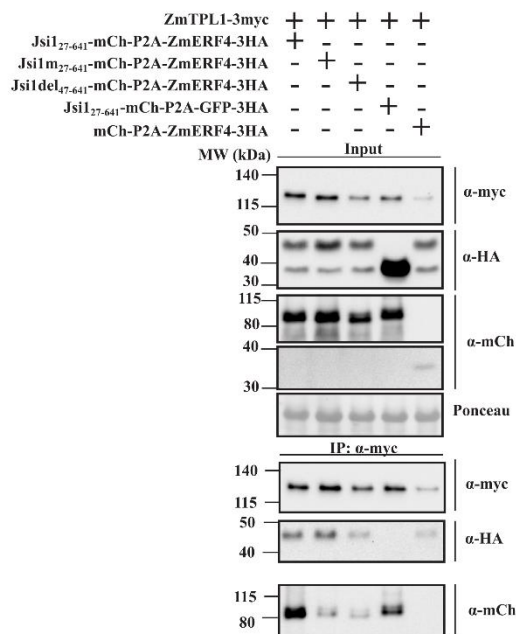 ZmTPL1-3myc + + + + +
Jsi1₂₇₋₆₄₁-mCh-P2A-ZmERF4-3HA + - - - -
Jsi1m₂₇₋₆₄₁-mCh-P2A-ZmERF4-3HA - + - - -
Jsi1del₄₇₋₆₄₁-mCh-P2A-ZmERF4-3HA - - + - -
Jsi1₂₇₋₆₄₁-mCh-P2A-GFP-3HA - - - + -
mCh-P2A-ZmERF4-3HA - - - - +
MW (kDa) Input
140
115
α-myc
50
40
30
α-HA
115
80
40
30
α-mCh
Ponceau
IP: α-myc
140
115
α-myc
50
40
α-HA
115
80
α-mCh